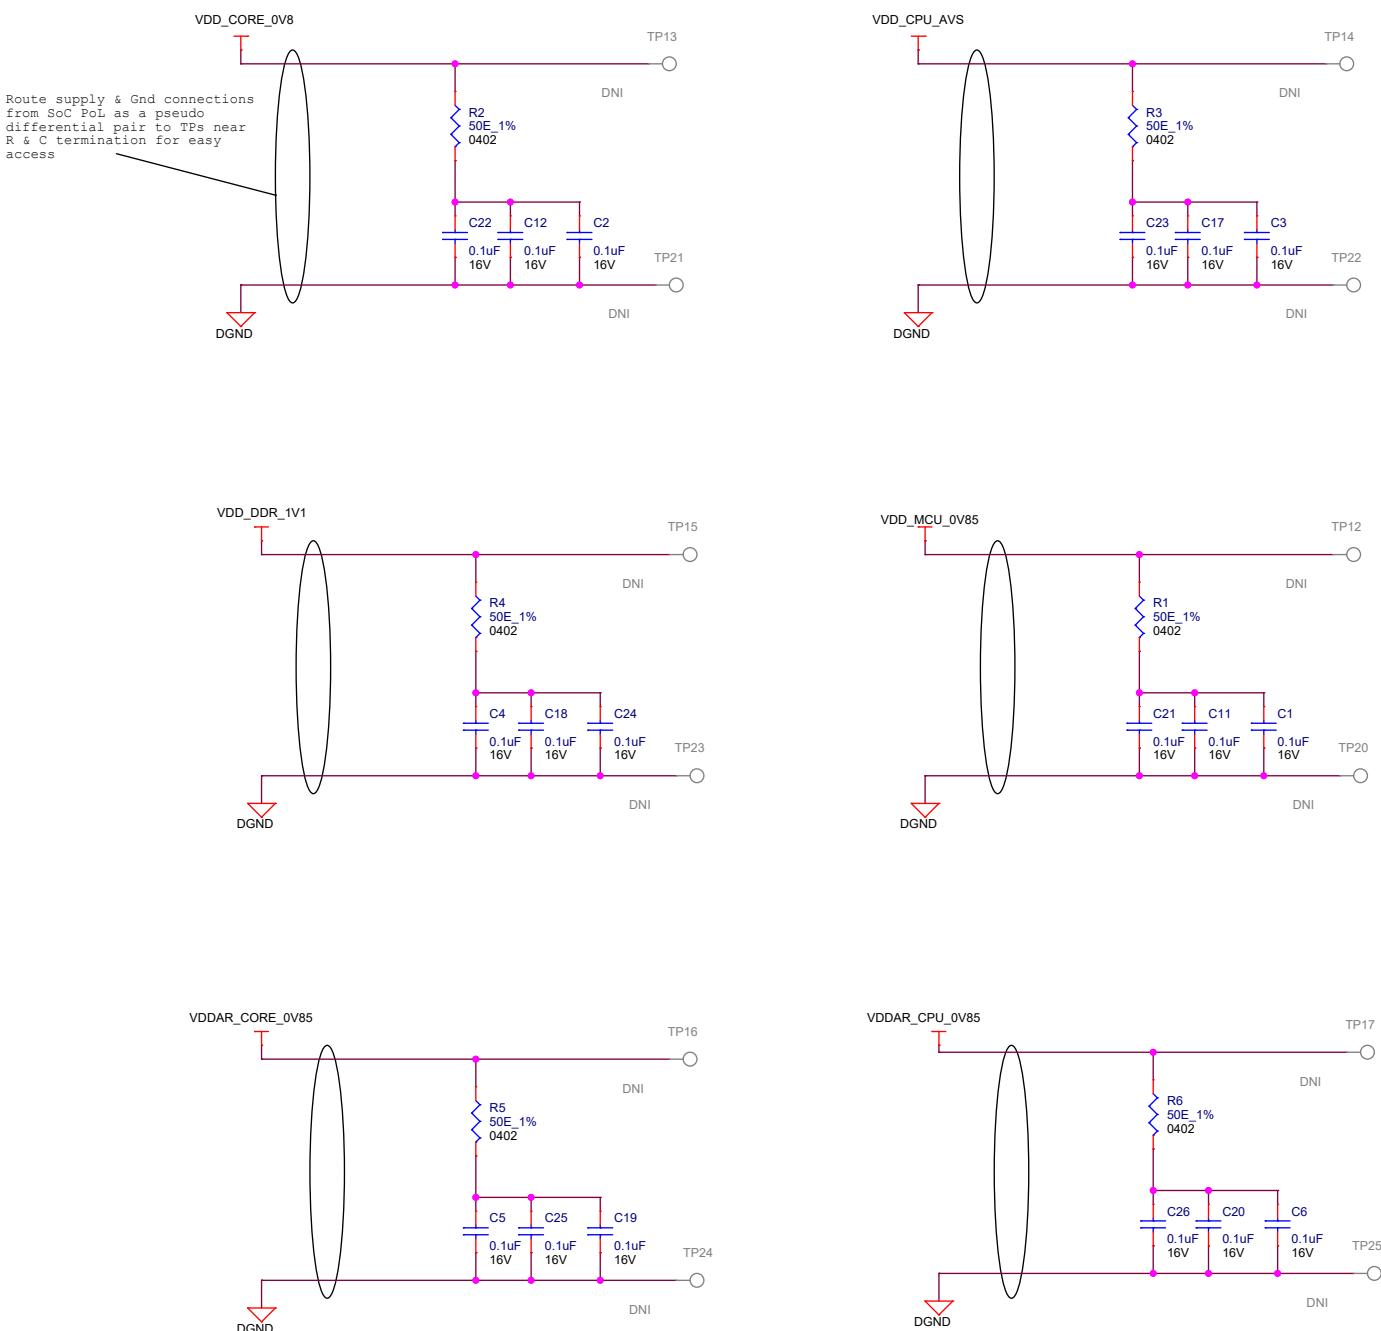 VDD_CORE_0V8
TP13
DNI
Route supply & Gnd connections
from SoC PoL as a pseudo
differential pair to TPs near
R & C termination for easy
access
R2
50E_1%
0402
C22
0.1uF
16V
C12
0.1uF
16V
C2
0.1uF
16V
TP21
DNI
DGND
VDD_CPU_AVS
TP14
DNI
R3
50E_1%
0402
C23
0.1uF
16V
C17
0.1uF
16V
C3
0.1uF
16V
TP22
DNI
DGND
VDD_DDR_1V1
TP15
DNI
R4
50E_1%
0402
C4
0.1uF
16V
C18
0.1uF
16V
C24
0.1uF
16V
TP23
DNI
DGND
VDD_MCU_0V85
TP12
DNI
R1
50E_1%
0402
C21
0.1uF
16V
C11
0.1uF
16V
C1
0.1uF
16V
TP20
DNI
DGND
VDDAR_CORE_0V85
TP16
DNI
R5
50E_1%
0402
C5
0.1uF
16V
C25
0.1uF
16V
C19
0.1uF
16V
TP24
DNI
DGND
VDDAR_CPU_0V85
TP17
DNI
R6
50E_1%
0402
C26
0.1uF
16V
C20
0.1uF
16V
C6
0.1uF
16V
TP25
DNI
DGND